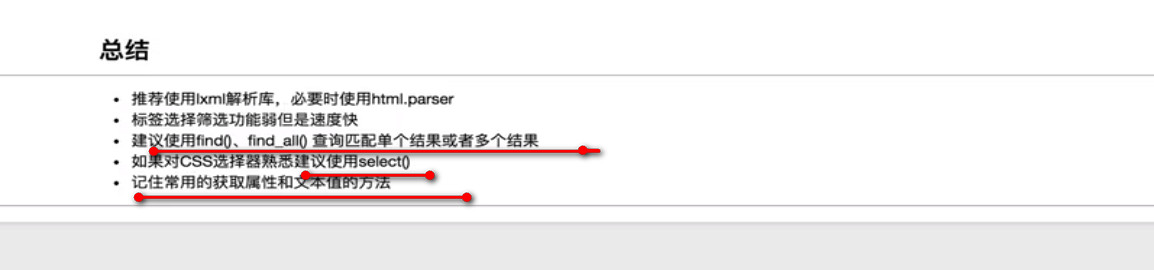 总结
• 推荐使用lxml解析库，必要时使用html.parser
• 标签选择筛选功能弱但是速度快
• 建议使用find()、find_all() 查询匹配单个结果或者多个结果
• 如果对CSS选择器熟悉建议使用select()
• 记住常用的获取属性和文本值的方法